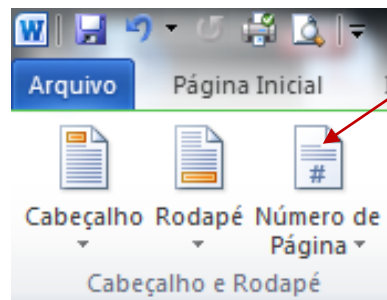 W
Arquivo Página Inicial
#
Cabeçalho Rodapé Número de
Página
Cabeçalho e Rodapé